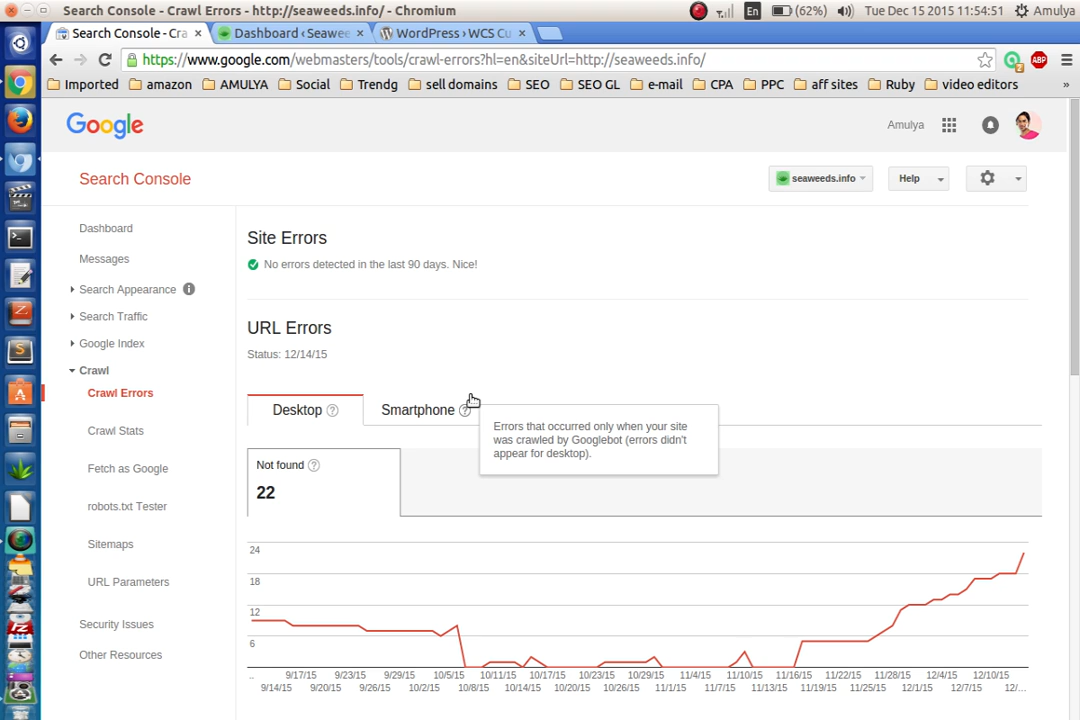 Search Console - Crawl Errors - http://seaweeds.info/ - Chromium
En
(62%)
Tue Dec 15 2015 11:54:51
Amulya
Search Console - Cra ×
Dashboard ‹ Seawee ×
WordPress › WCS Cu ×
https://www.google.com/webmasters/tools/crawl-errors?hl=en&siteUrl=http://seaweeds.info/
2
ABP
Imported
amazon
AMULYA
Social
Trendg
sell domains
SEO
SEO GL
e-mail
CPA
PPC
aff sites
Ruby
video editors
»
Google
Amulya
Search Console
seaweeds.info
Help
Dashboard
Messages
Search Appearance
Search Traffic
Google Index
Crawl
Crawl Errors
Crawl Stats
Fetch as Google
robots.txt Tester
Sitemaps
URL Parameters
Security Issues
Other Resources
Site Errors
No errors detected in the last 90 days. Nice!
URL Errors
Status: 12/14/15
Desktop ?
Smartphone ?
Errors that occurred only when your site
was crawled by Googlebot (errors didn't
appear for desktop).
Not found ?
22
24
18
12
6
.. 9/17/15 9/23/15 9/29/15 10/5/15 10/11/15 10/17/15 10/23/15 10/29/15 11/4/15 11/10/15 11/16/15 11/22/15 11/28/15 12/4/15 12/10/15
9/14/15 9/20/15 9/26/15 10/2/15 10/8/15 10/14/15 10/20/15 10/26/15 11/1/15 11/7/15 11/13/15 11/19/15 11/25/15 12/1/15 12/7/15 12/...